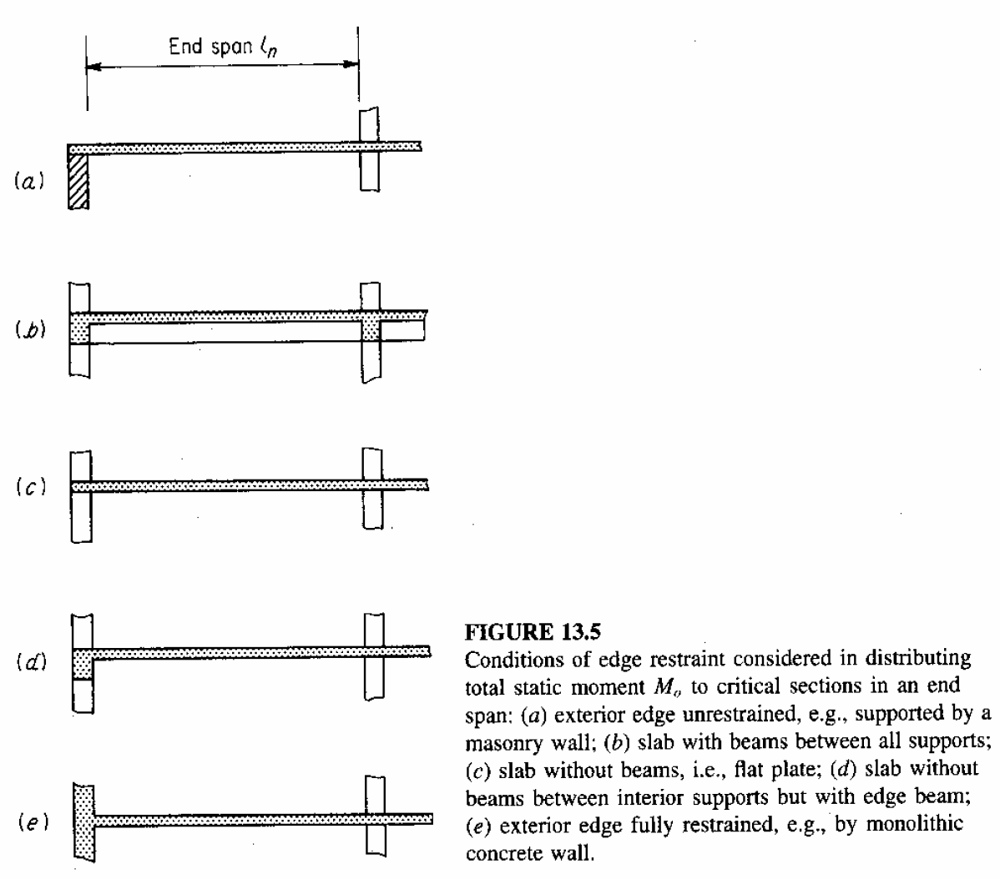 End span lₙ
(a)
(b)
(c)
(d)
(e)
FIGURE 13.5
Conditions of edge restraint considered in distributing
total static moment Mₒ to critical sections in an end
span: (a) exterior edge unrestrained, e.g., supported by a
masonry wall; (b) slab with beams between all supports;
(c) slab without beams, i.e., flat plate; (d) slab without
beams between interior supports but with edge beam;
(e) exterior edge fully restrained, e.g., by monolithic
concrete wall.